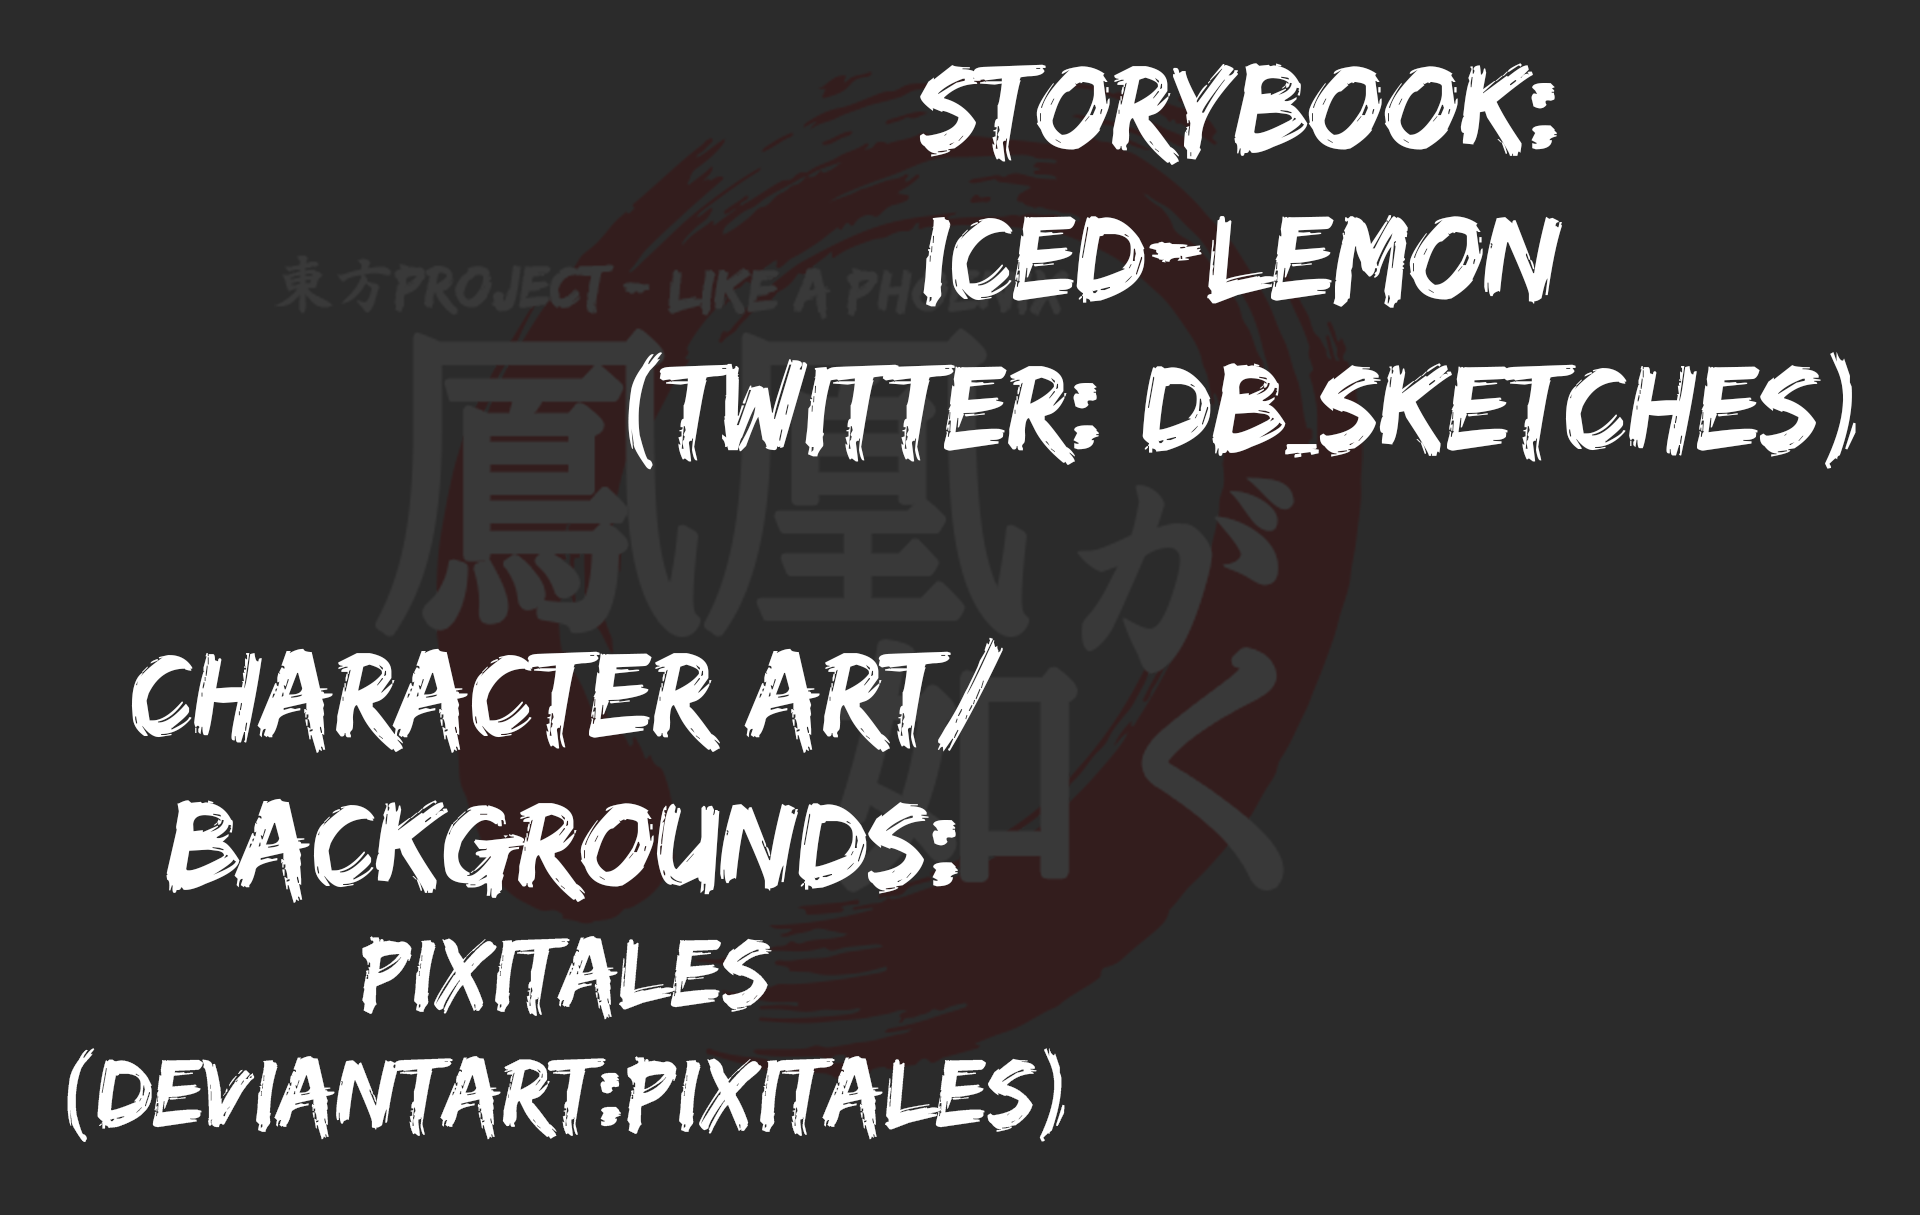 STORYBOOK:
ICED-LEMON
(TWITTER: DB_SKETCHES)
東方PROJECT - LIKE A PHOENIX
鳳凰が
如く
CHARACTER ART/
BACKGROUNDS:
PIXITALES
(DEVIANTART:PIXITALES)